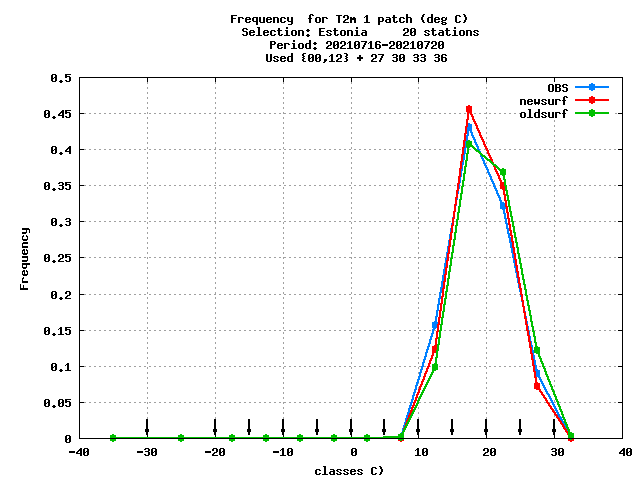 Frequency  for T2m 1 patch (deg C)
Selection: Estonia     20 stations
Period: 20210716-20210720
Used {00,12} + 27 30 33 36
0.5
0.45
0.4
0.35
0.3
0.25
0.2
0.15
0.1
0.05
0
Frequency
OBS
newsurf
oldsurf
-40 -30 -20 -10 0 10 20 30 40
classes C)